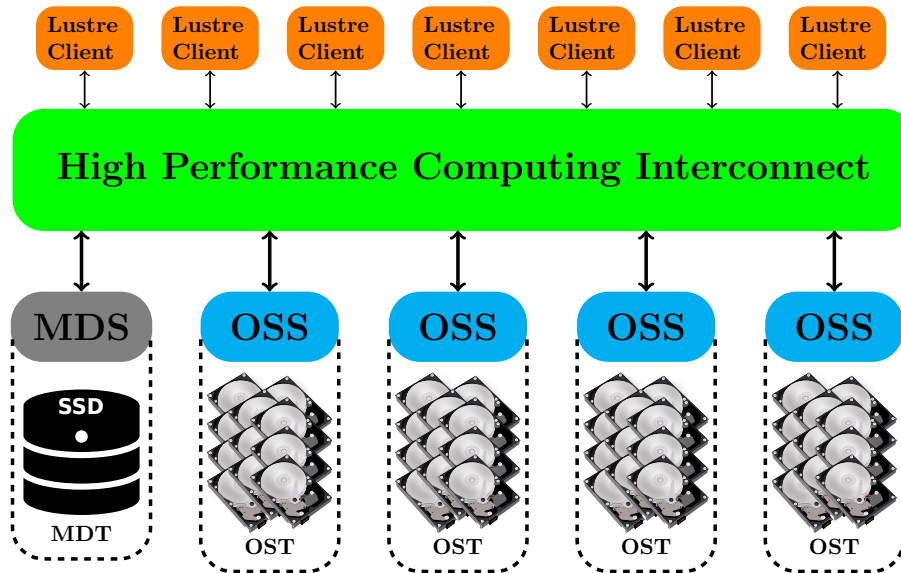 Lustre Client
Lustre Client
Lustre Client
Lustre Client
Lustre Client
Lustre Client
Lustre Client
High Performance Computing Interconnect
MDS
OSS
OSS
OSS
OSS
SSD
MDT
OST
OST
OST
OST